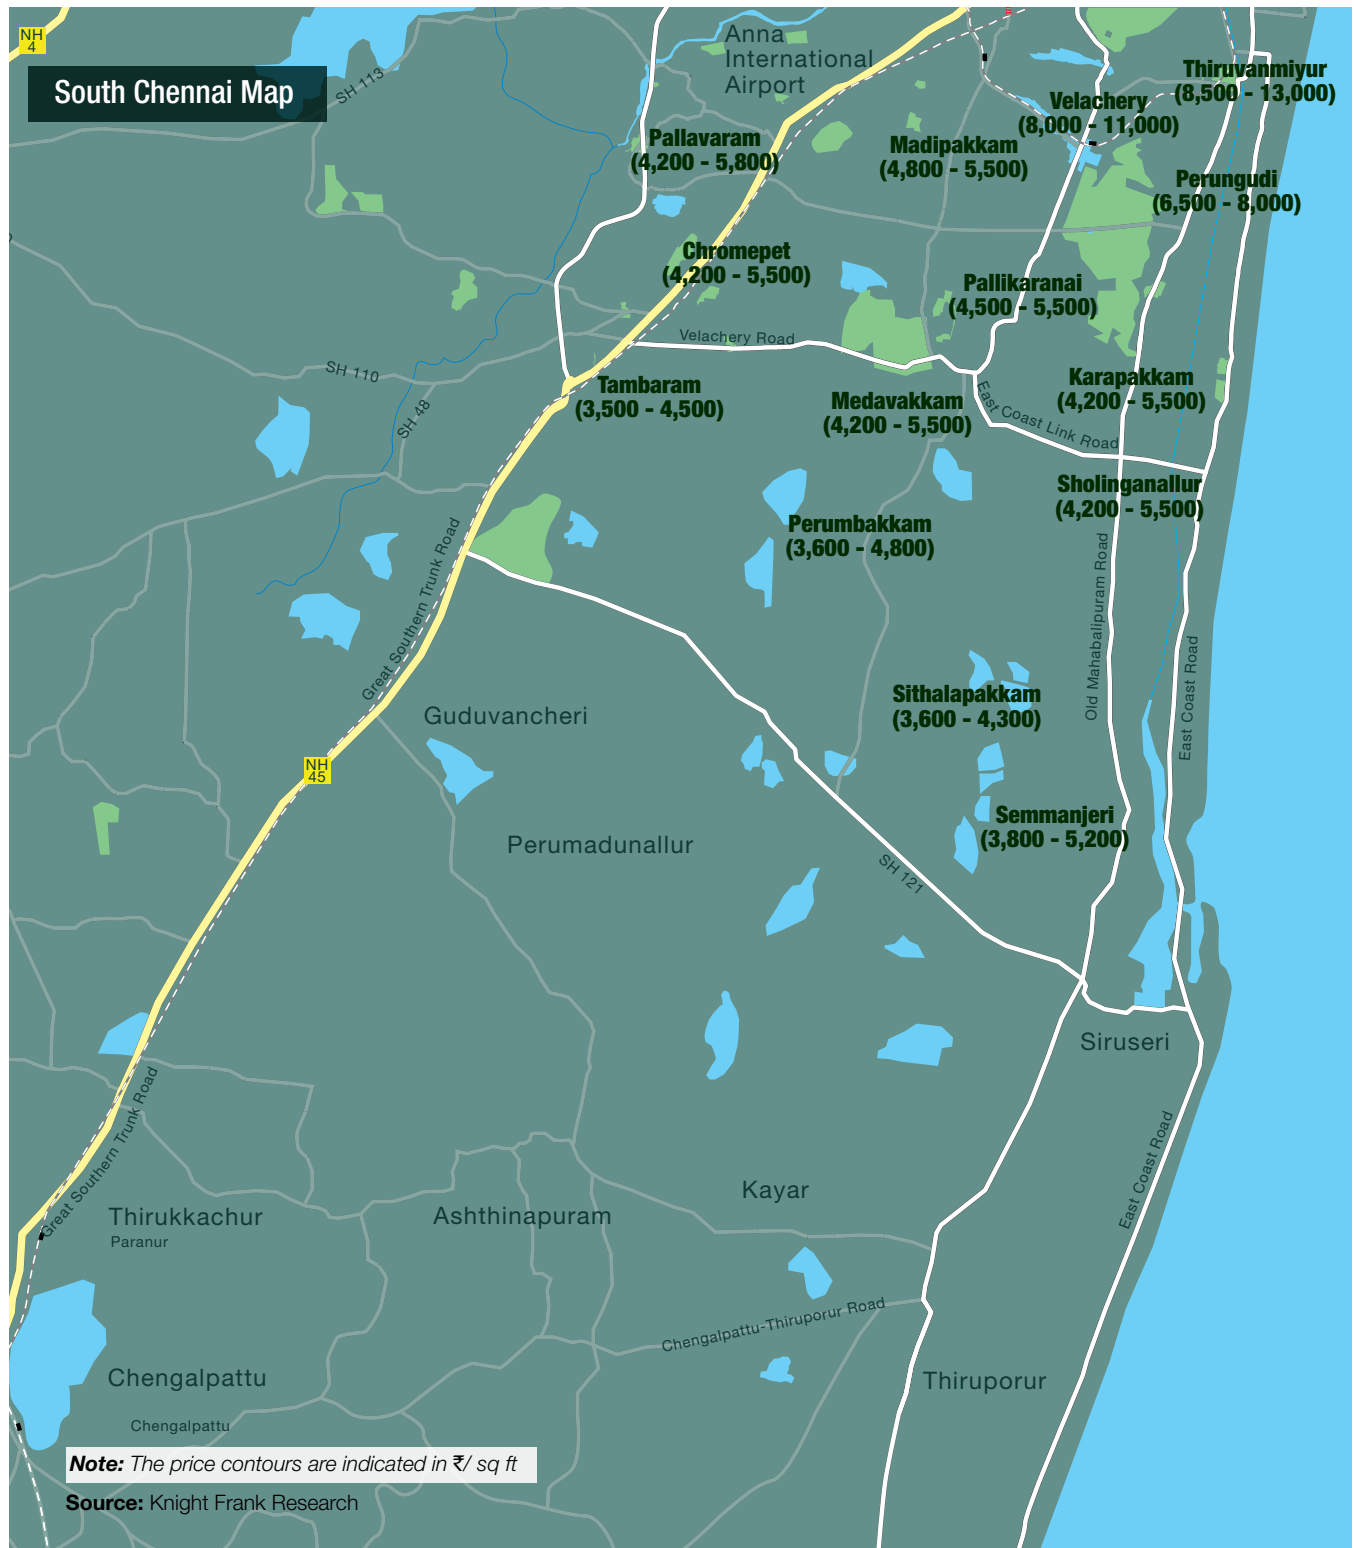 NH
4
South Chennai Map
SH 113
Anna
International
Airport
Thiruvanmiyur
(8,500 - 13,000)
Velachery
(8,000 - 11,000)
Pallavaram
(4,200 - 5,800)
Madipakkam
(4,800 - 5,500)
Perungudi
(6,500 - 8,000)
Chromepet
(4,200 - 5,500)
Pallikaranai
(4,500 - 5,500)
Velachery Road
SH 110
SH 48
Tambaram
(3,500 - 4,500)
Medavakkam
(4,200 - 5,500)
Karapakkam
(4,200 - 5,500)
East Coast Link Road
Sholinganallur
(4,200 - 5,500)
Perumbakkam
(3,600 - 4,800)
Great Southern Trunk Road
Old Mahabalipuram Road
East Coast Road
Sithalapakkam
(3,600 - 4,300)
Guduvancheri
NH
45
Semmanjeri
(3,800 - 5,200)
Perumadunallur
SH 121
Siruseri
Great Southern Trunk Road
East Coast Road
Kayar
Thirukkachur
Paranur
Ashthinapuram
Chengalpattu-Thiruporur Road
Chengalpattu
Thiruporur
Chengalpattu
Note: The price contours are indicated in ₹/ sq ft
Source: Knight Frank Research